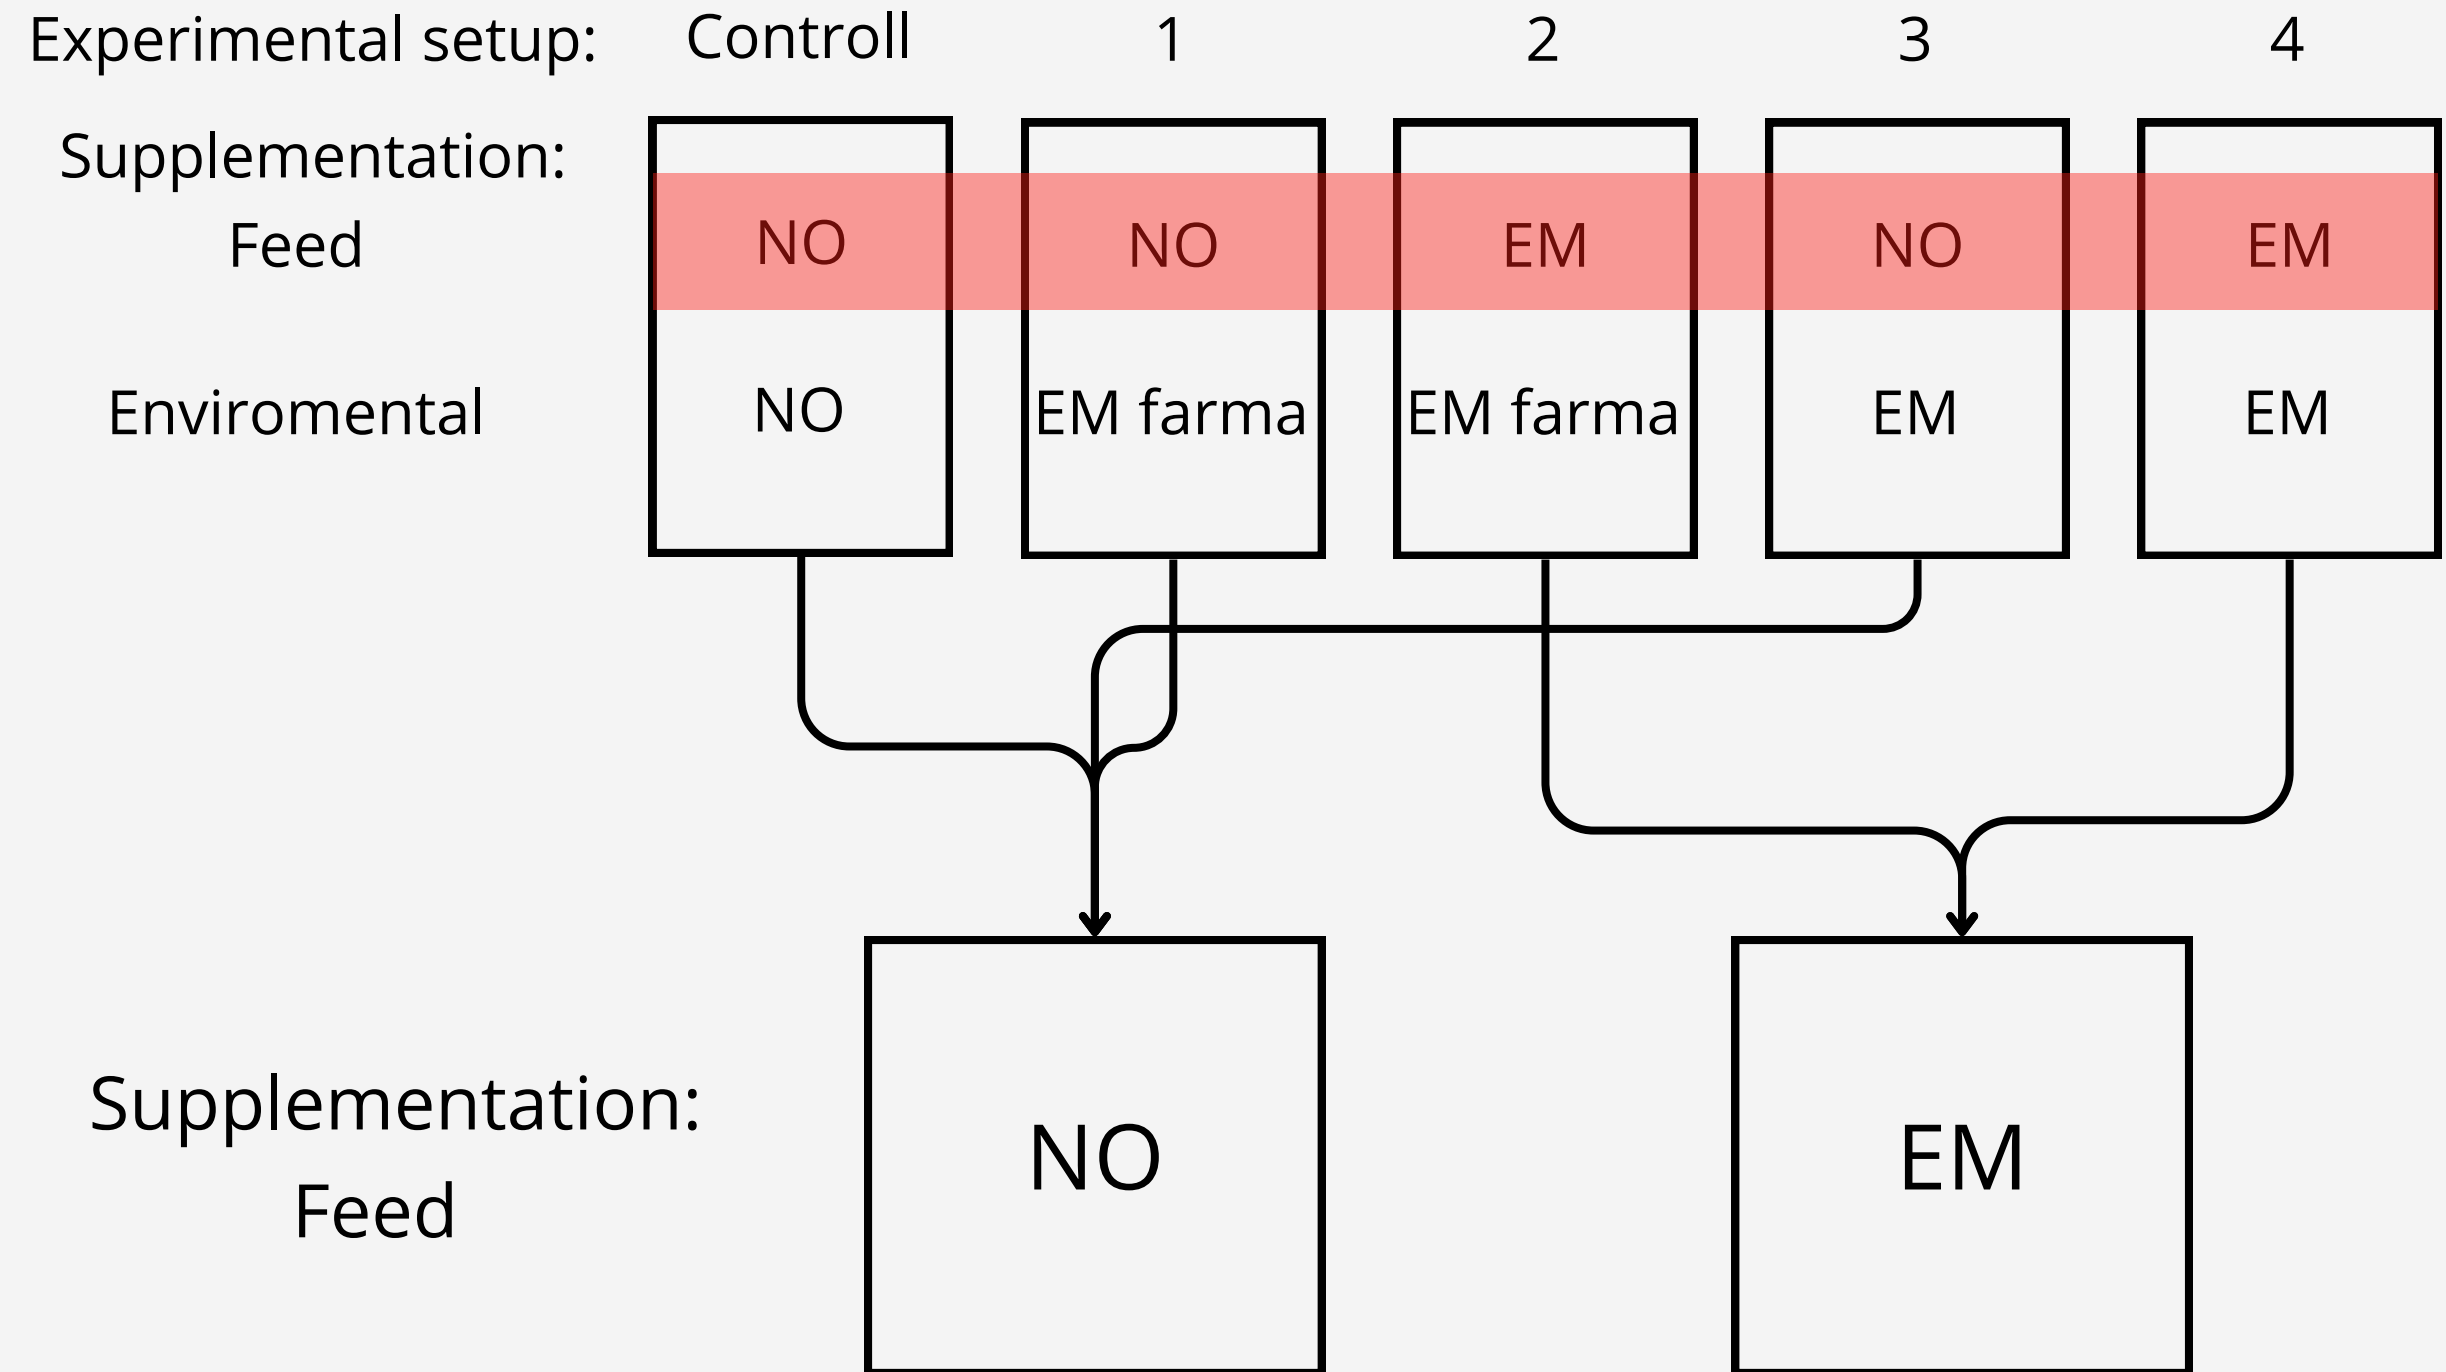 Experimental setup: Controll 1 2 3 4
Supplementation:
Feed NO NO EM NO EM
Enviromental NO EM farma EM farma EM EM
Supplementation:
NO EM
Feed